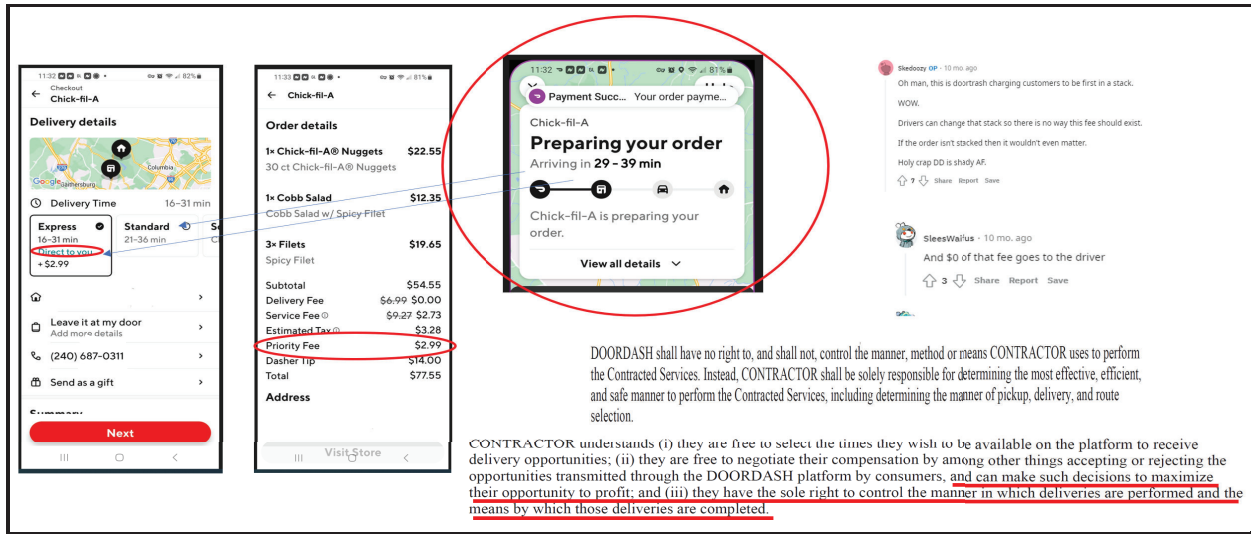 11:32 82%
Checkout
Chick-fil-A
Delivery details
Columbia
Google Gaithersburg
Delivery Time 16–31 min
Express Standard
16–31 min 21–36 min
Direct to you
+ $2.99
Leave it at my door
Add more details
(240) 687-0311
Send as a gift
Summary
Next
11:33 81%
Chick-fil-A
Order details
1× Chick-fil-A® Nuggets $22.55
30 ct Chick-fil-A® Nuggets
1× Cobb Salad $12.35
Cobb Salad w/ Spicy Filet
3× Filets $19.65
Spicy Filet
Subtotal $54.55
Delivery Fee $6.99 $0.00
Service Fee $9.27 $2.73
Estimated Tax $3.28
Priority Fee $2.99
Dasher Tip $14.00
Total $77.55
Address
Visit Store
11:32 81%
Payment Succ... Your order payme...
Chick-fil-A
Preparing your order
Arriving in 29 – 39 min
Chick-fil-A is preparing your
order.
View all details
Skedoozy OP · 10 mo ago
Oh man, this is doortrash charging customers to be first in a stack.
WOW.
Drivers can change that stack so there is no way this fee should exist.
If the order isn't stacked then it wouldn't even matter.
Holy crap DD is shady AF.
7 Share Report Save
SleesWalrus · 10 mo. ago
And $0 of that fee goes to the driver
3 Share Report Save
DOORDASH shall have no right to, and shall not, control the manner, method or means CONTRACTOR uses to perform
the Contracted Services. Instead, CONTRACTOR shall be solely responsible for determining the most effective, efficient,
and safe manner to perform the Contracted Services, including determining the manner of pickup, delivery, and route
selection.
CONTRACTOR understands (i) they are free to select the times they wish to be available on the platform to receive
delivery opportunities; (ii) they are free to negotiate their compensation by among other things accepting or rejecting the
opportunities transmitted through the DOORDASH platform by consumers, and can make such decisions to maximize
their opportunity to profit; and (iii) they have the sole right to control the manner in which deliveries are performed and the
means by which those deliveries are completed.